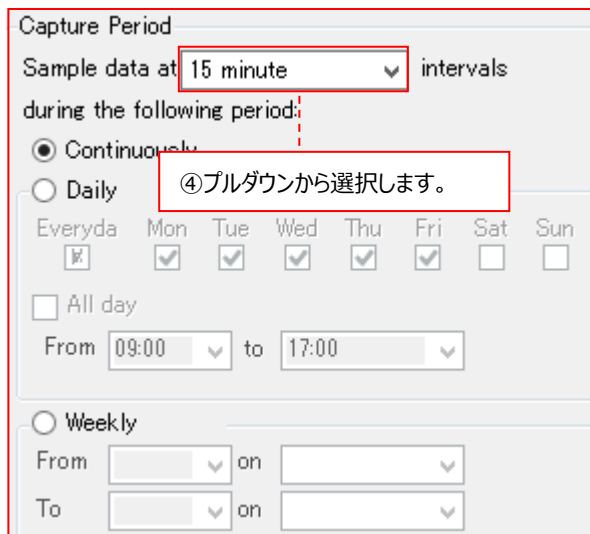 Capture Period
Sample data at 15 minute intervals
during the following period:
Continuously
④プルダウンから選択します。
Daily
Everyda Mon Tue Wed Thu Fri Sat Sun
All day
From 09:00 to 17:00
Weekly
From on
To on